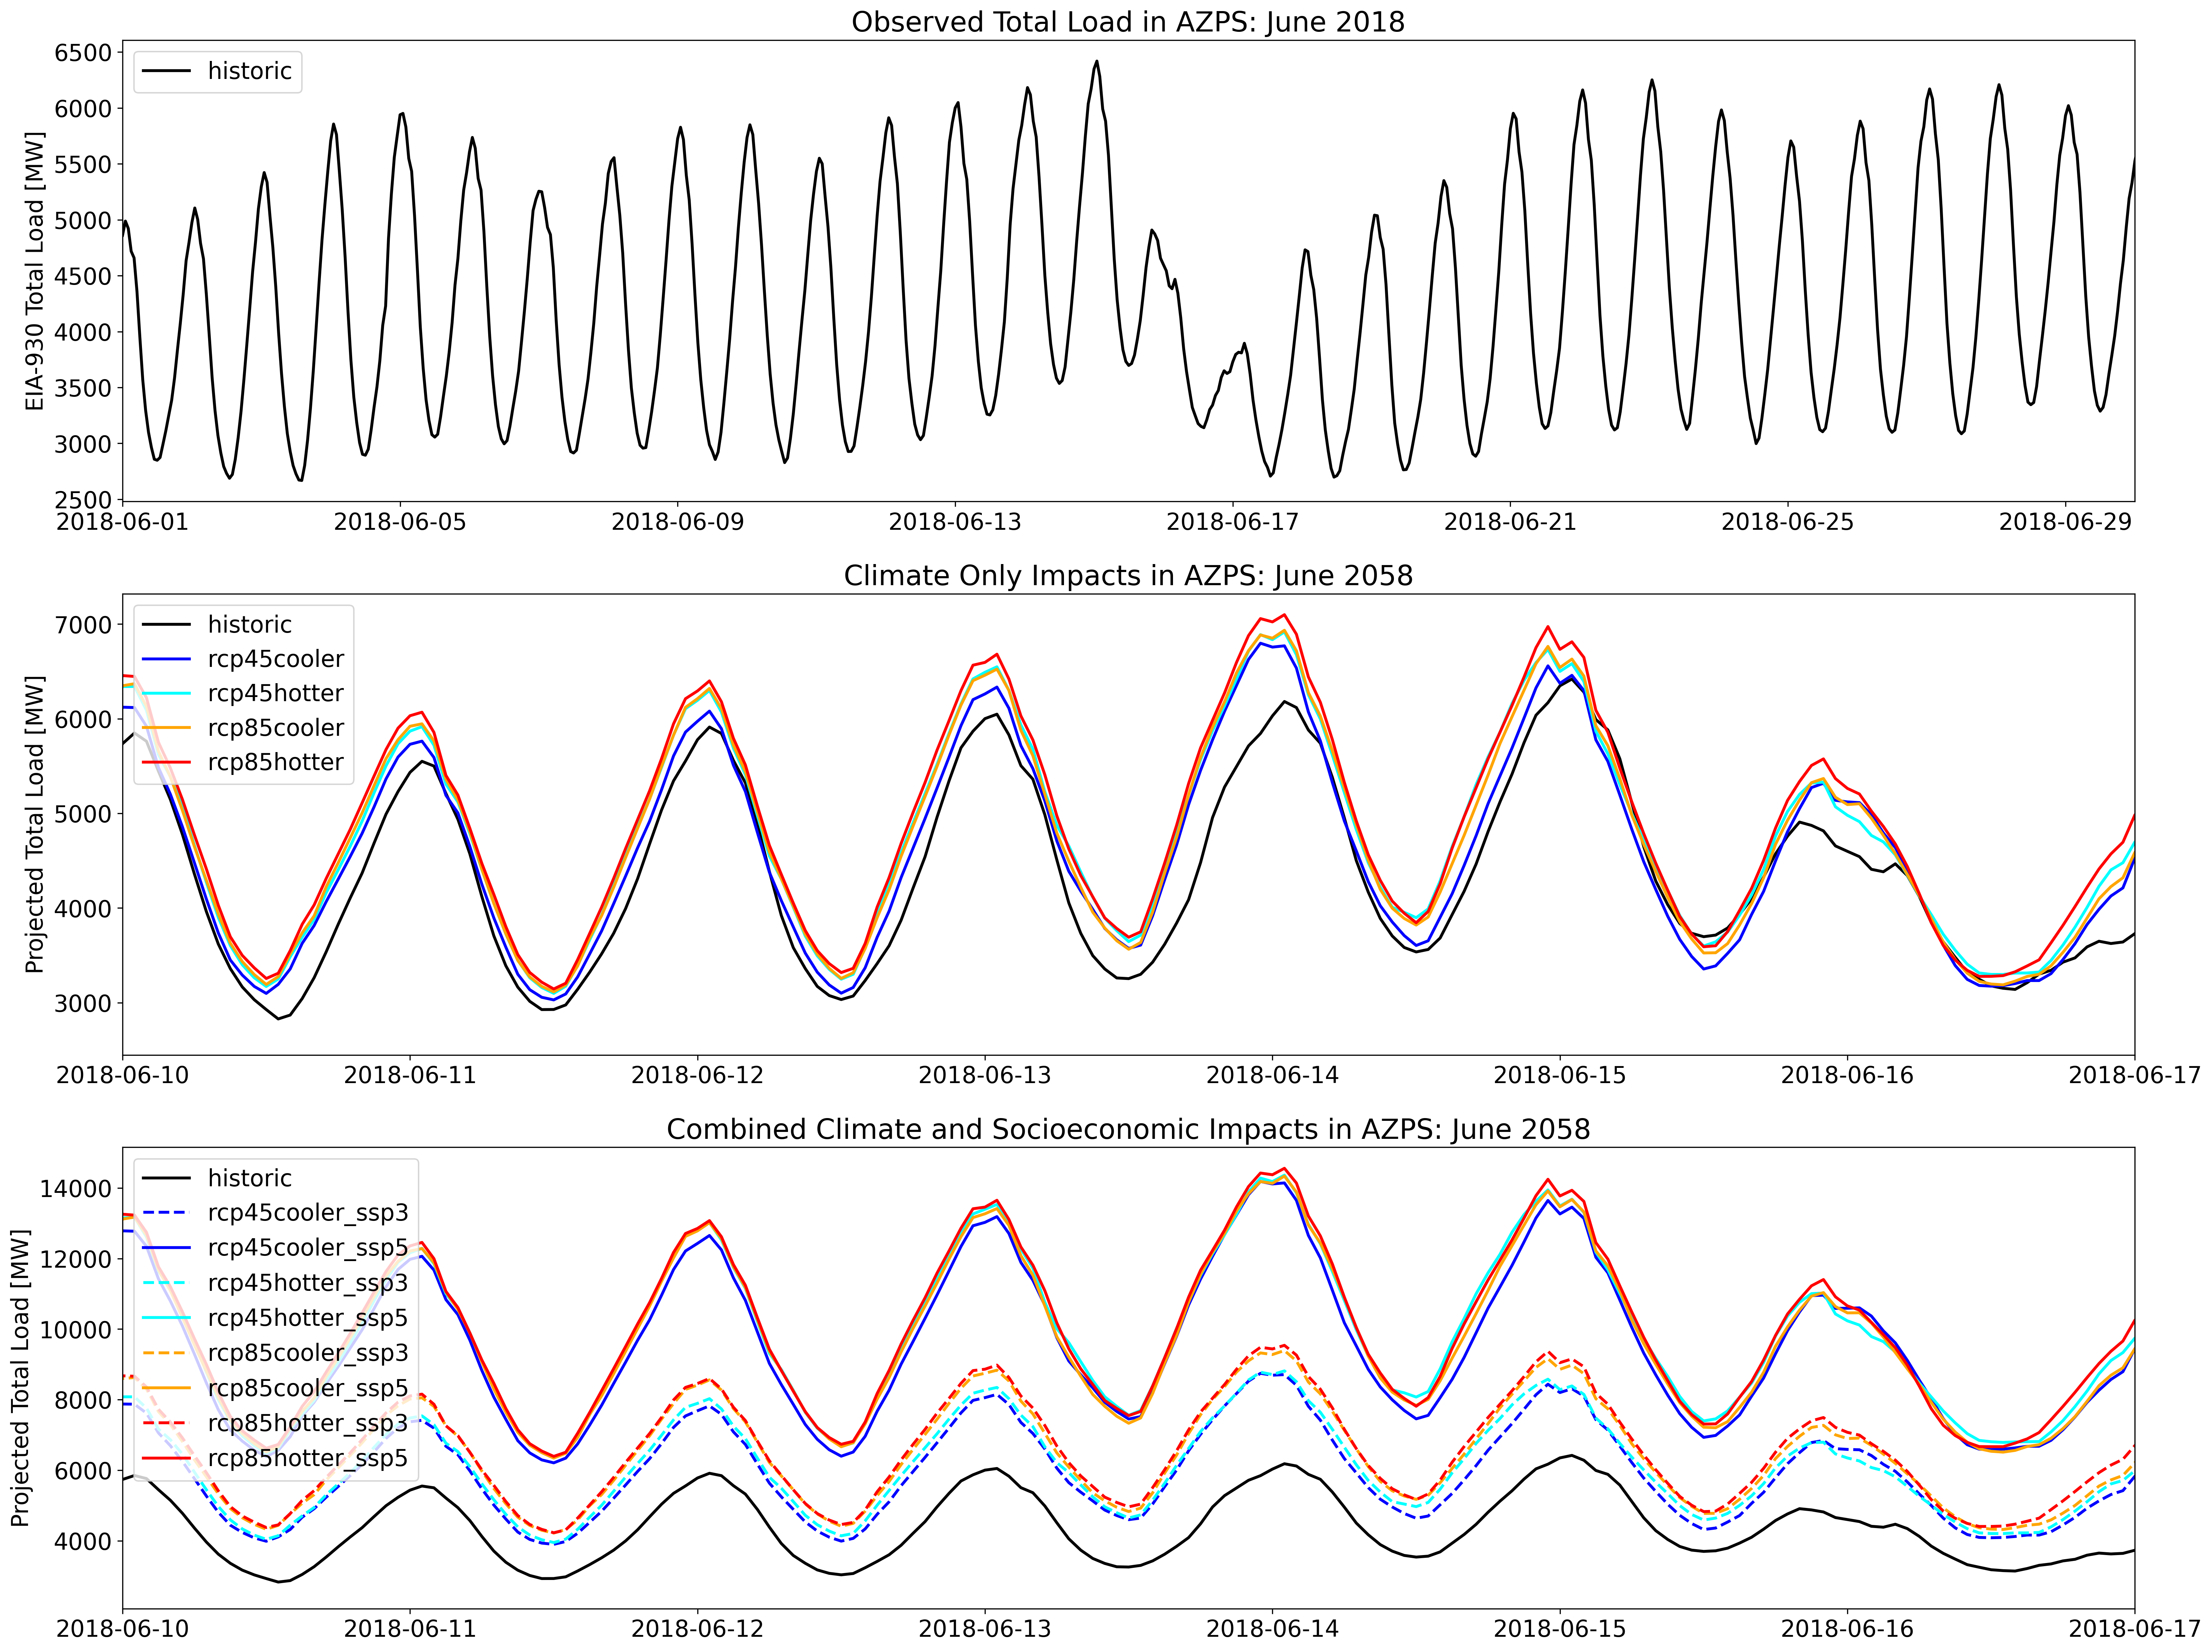 Observed Total Load in AZPS: June 2018
EIA-930 Total Load [MW]
6500
6000
5500
5000
4500
4000
3500
3000
2500
historic
2018-06-01 2018-06-05 2018-06-09 2018-06-13 2018-06-17 2018-06-21 2018-06-25 2018-06-29
Climate Only Impacts in AZPS: June 2058
Projected Total Load [MW]
7000
6000
5000
4000
3000
historic
rcp45cooler
rcp45hotter
rcp85cooler
rcp85hotter
2018-06-10 2018-06-11 2018-06-12 2018-06-13 2018-06-14 2018-06-15 2018-06-16 2018-06-17
Combined Climate and Socioeconomic Impacts in AZPS: June 2058
Projected Total Load [MW]
14000
12000
10000
8000
6000
4000
historic
rcp45cooler_ssp3
rcp45cooler_ssp5
rcp45hotter_ssp3
rcp45hotter_ssp5
rcp85cooler_ssp3
rcp85cooler_ssp5
rcp85hotter_ssp3
rcp85hotter_ssp5
2018-06-10 2018-06-11 2018-06-12 2018-06-13 2018-06-14 2018-06-15 2018-06-16 2018-06-17